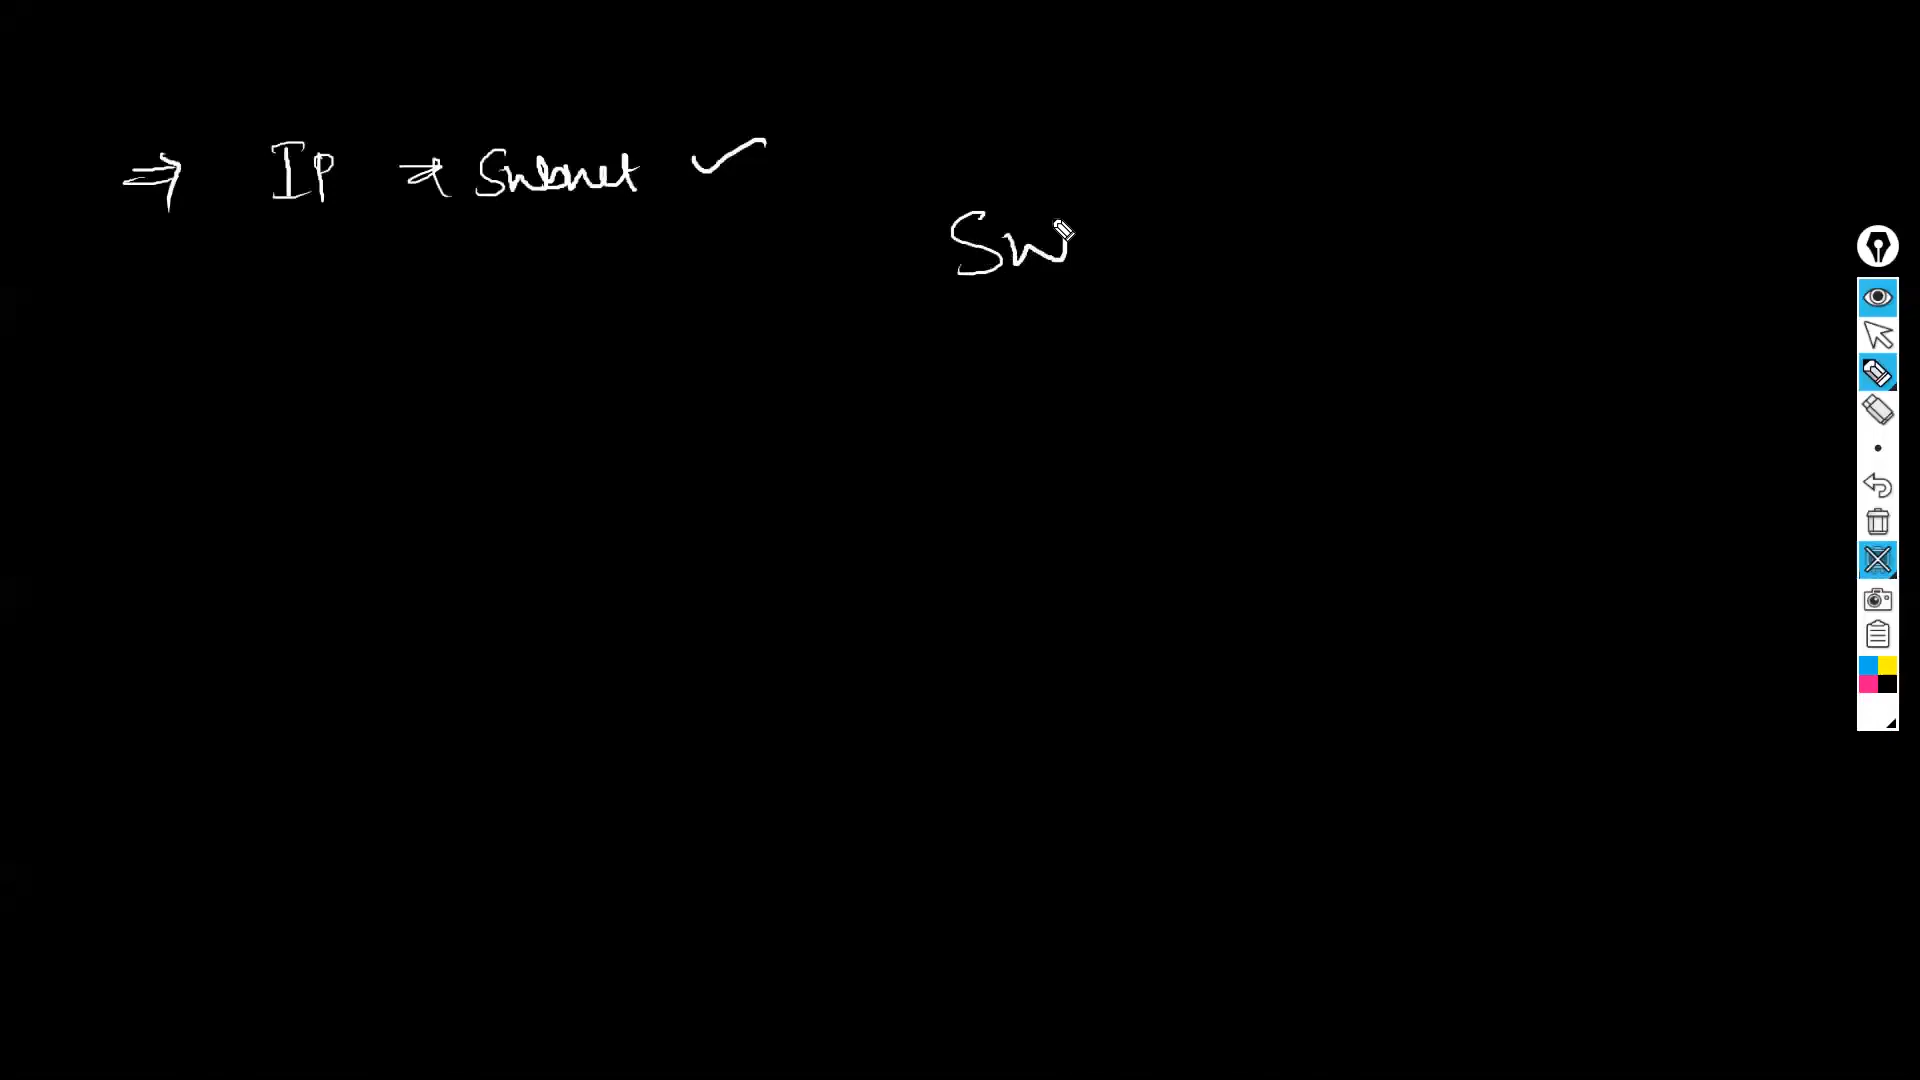 ⇒ IP ⇒ Subnet ✓
Sw